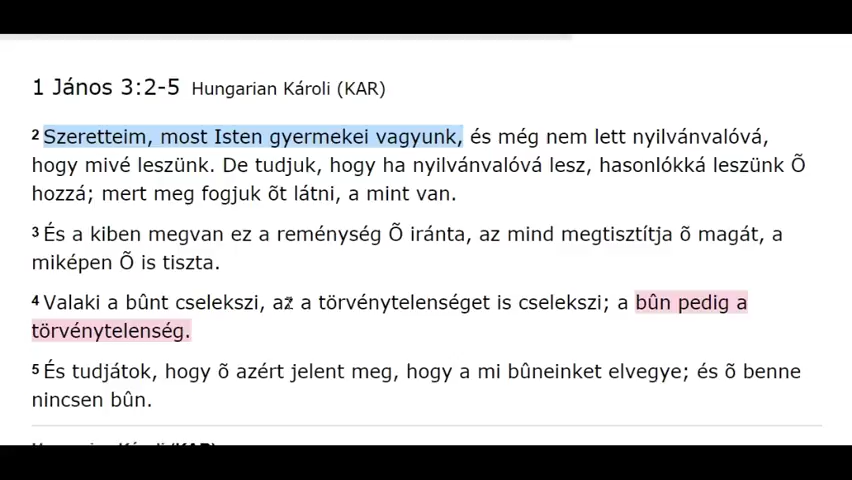 1 János 3:2-5 Hungarian Károli (KAR)
2 Szeretteim, most Isten gyermekei vagyunk, és még nem lett nyilvánvalóvá,
hogy mivé leszünk. De tudjuk, hogy ha nyilvánvalóvá lesz, hasonlókká leszünk Õ
hozzá; mert meg fogjuk õt látni, a mint van.
3 És a kiben megvan ez a reménység Õ iránta, az mind megtisztítja õ magát, a
miképen Õ is tiszta.
4 Valaki a bûnt cselekszi, az a törvénytelenséget is cselekszi; a bûn pedig a
törvénytelenség.
5 És tudjátok, hogy õ azért jelent meg, hogy a mi bûneinket elvegye; és õ benne
nincsen bûn.
Hungarian Károli (KAR)